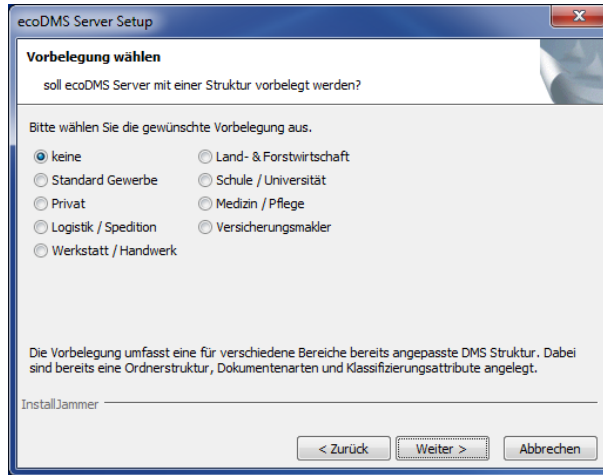 ecoDMS Server Setup
Vorbelegung wählen
soll ecoDMS Server mit einer Struktur vorbelegt werden?
Bitte wählen Sie die gewünschte Vorbelegung aus.
keine
Land- & Forstwirtschaft
Standard Gewerbe
Schule / Universität
Privat
Medizin / Pflege
Logistik / Spedition
Versicherungsmakler
Werkstatt / Handwerk
Die Vorbelegung umfasst eine für verschiedene Bereiche bereits angepasste DMS Struktur. Dabei
sind bereits eine Ordnerstruktur, Dokumentenarten und Klassifizierungsattribute angelegt.
InstallJammer
< Zurück
Weiter >
Abbrechen